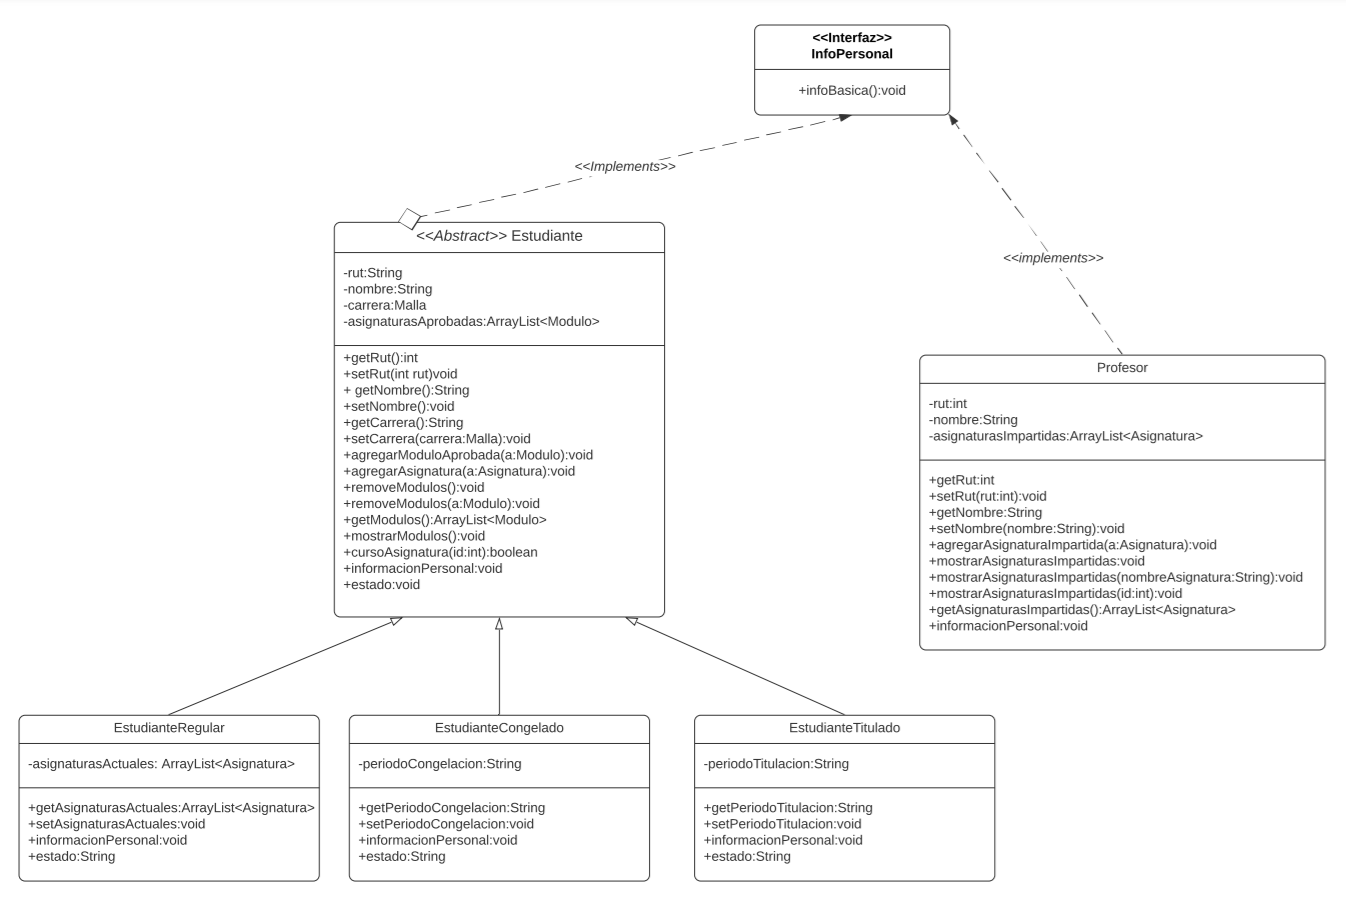 <<Interfaz>>
InfoPersonal
+infoBasica():void
<<Implements>>
<<implements>>
<<Abstract>> Estudiante
-rut:String
-nombre:String
-carrera:Malla
-asignaturasAprobadas:ArrayList<Modulo>
+getRut():int
+setRut(int rut)void
+ getNombre():String
+setNombre():void
+getCarrera():String
+setCarrera(carrera:Malla):void
+agregarModuloAprobada(a:Modulo):void
+agregarAsignatura(a:Asignatura):void
+removeModulos():void
+removeModulos(a:Modulo):void
+getModulos():ArrayList<Modulo>
+mostrarModulos():void
+cursoAsignatura(id:int):boolean
+informacionPersonal:void
+estado:void
Profesor
-rut:int
-nombre:String
-asignaturasImpartidas:ArrayList<Asignatura>
+getRut:int
+setRut(rut:int):void
+getNombre:String
+setNombre(nombre:String):void
+agregarAsignaturaImpartida(a:Asignatura):void
+mostrarAsignaturasImpartidas:void
+mostrarAsignaturasImpartidas(nombreAsignatura:String):void
+mostrarAsignaturasImpartidas(id:int):void
+getAsignaturasImpartidas():ArrayList<Asignatura>
+informacionPersonal:void
EstudianteRegular
-asignaturasActuales: ArrayList<Asignatura>
+getAsignaturasActuales:ArrayList<Asignatura>
+setAsignaturasActuales:void
+informacionPersonal:void
+estado:String
EstudianteCongelado
-periodoCongelacion:String
+getPeriodoCongelacion:String
+setPeriodoCongelacion:void
+informacionPersonal:void
+estado:String
EstudianteTitulado
-periodoTitulacion:String
+getPeriodoTitulacion:String
+setPeriodoTitulacion:void
+informacionPersonal:void
+estado:String